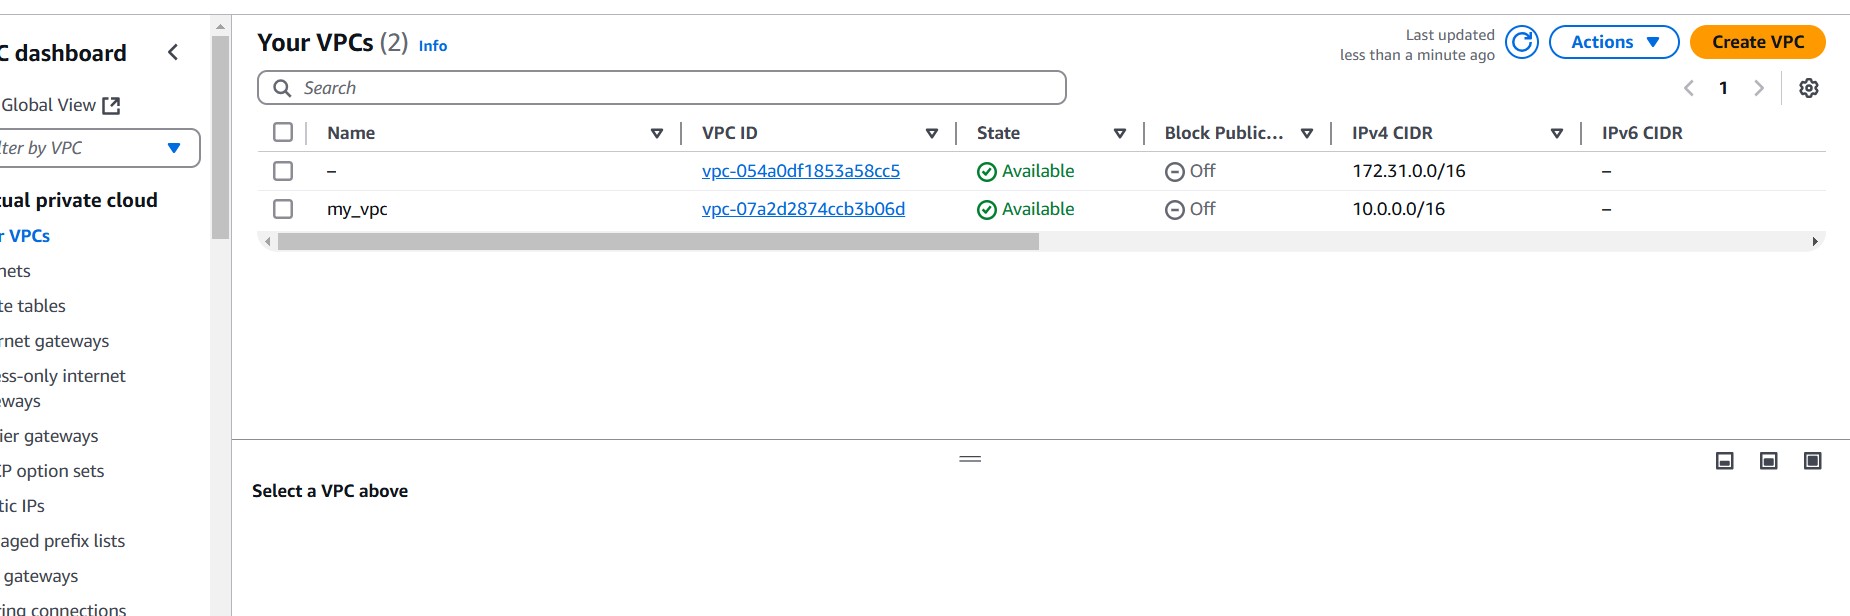 C dashboard
Global View
lter by VPC
tual private cloud
r VPCs
nets
te tables
rnet gateways
ess-only internet
eways
ier gateways
CP option sets
tic IPs
aged prefix lists
gateways
ring connections
Your VPCs (2) Info
Last updated
less than a minute ago
Actions
Create VPC
Search
1
Name VPC ID State Block Public... IPv4 CIDR IPv6 CIDR
– vpc-054a0df1853a58cc5 Available Off 172.31.0.0/16 –
my_vpc vpc-07a2d2874ccb3b06d Available Off 10.0.0.0/16 –
Select a VPC above